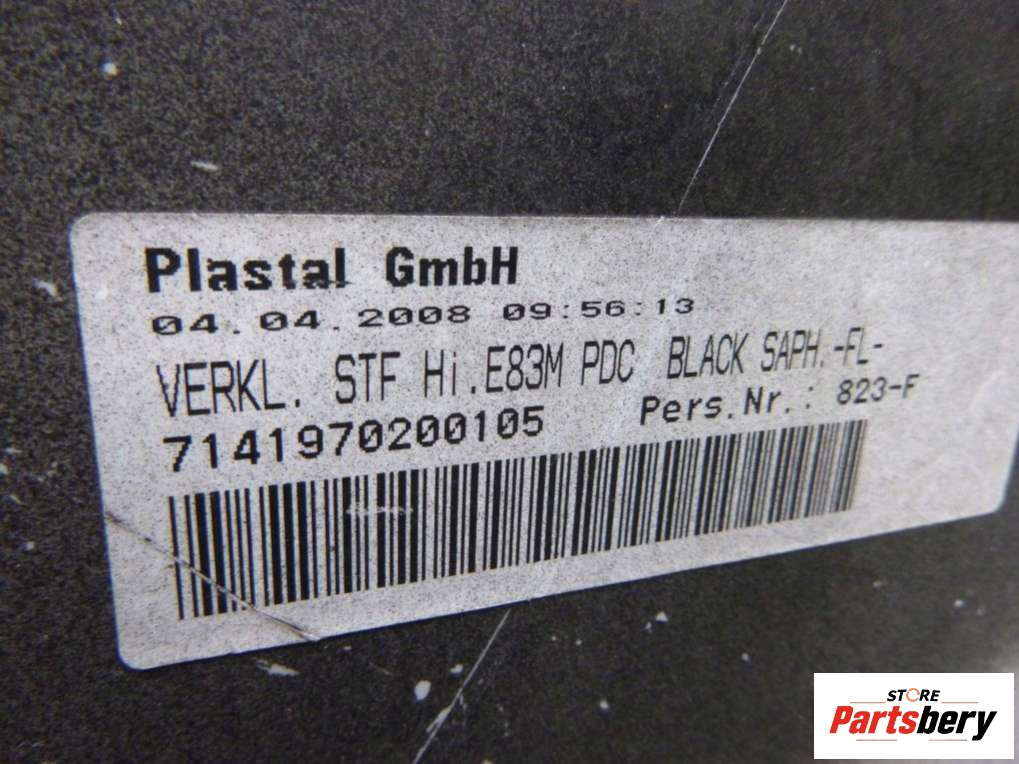 Plastal GmbH
04.04.2008 09:56:13
VERKL. STF Hi.E83M PDC BLACK SAPH.-FL-
7141970200105 Pers.Nr.: 823-F
STORE
Partsbery